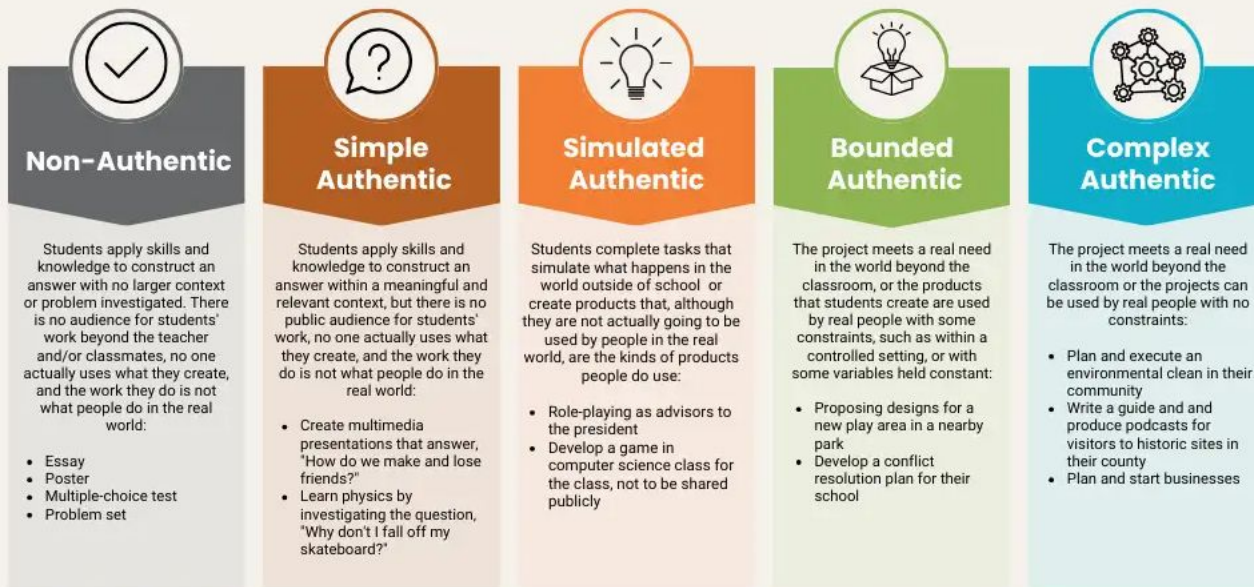 Non-Authentic
Students apply skills and
knowledge to construct an
answer with no larger context
or problem investigated. There
is no audience for students'
work beyond the teacher
and/or classmates, no one
actually uses what they create,
and the work they do is not
what people do in the real
world:
• Essay
• Poster
• Multiple-choice test
• Problem set
Simple
Authentic
Students apply skills and
knowledge to construct an
answer within a meaningful and
relevant context, but there is no
public audience for students'
work, no one actually uses what
they create, and the work they
do is not what people do in the
real world:
• Create multimedia
presentations that answer,
"How do we make and lose
friends?"
• Learn physics by
investigating the question,
"Why don't I fall off my
skateboard?"
Simulated
Authentic
Students complete tasks that
simulate what happens in the
world outside of school or
create products that, although
they are not actually going to be
used by people in the real
world, are the kinds of products
people do use:
• Role-playing as advisors to
the president
• Develop a game in
computer science class for
the class, not to be shared
publicly
Bounded
Authentic
The project meets a real need
in the world beyond the
classroom, or the products
that students create are used
by real people with some
constraints, such as within a
controlled setting, or with
some variables held constant:
• Proposing designs for a
new play area in a nearby
park
• Develop a conflict
resolution plan for their
school
Complex
Authentic
The project meets a real need
in the world beyond the
classroom or the projects can
be used by real people with no
constraints:
• Plan and execute an
environmental clean in their
community
• Write a guide and and
produce podcasts for
visitors to historic sites in
their county
• Plan and start businesses